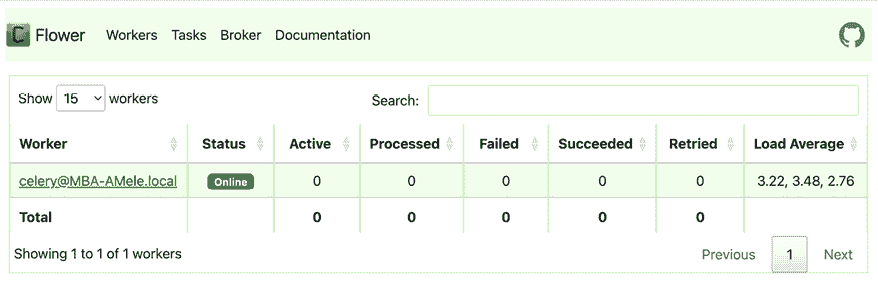 C Flower Workers Tasks Broker Documentation
Show 15 workers Search:
Worker Status Active Processed Failed Succeeded Retried Load Average
celery@MBA-AMele.local Online 0 0 0 0 0 3.22, 3.48, 2.76
Total 0 0 0 0 0
Showing 1 to 1 of 1 workers Previous 1 Next